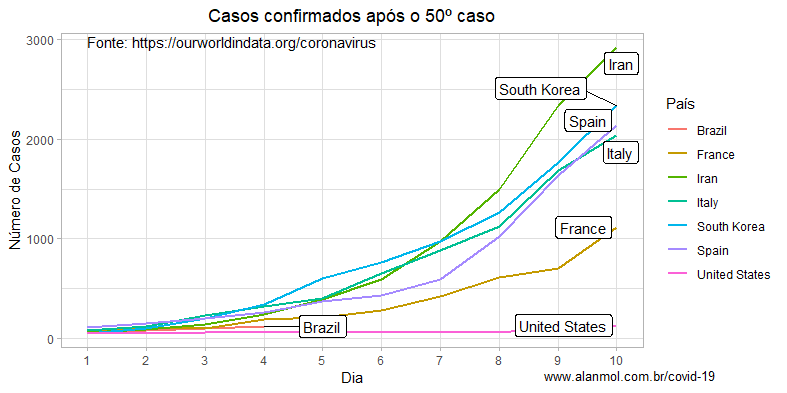 Casos confirmados após o 50º caso
Fonte: https://ourworldindata.org/coronavirus
Número de Casos
3000
2000
1000
0
Iran
South Korea
Spain
Italy
France
Brazil
United States
1 2 3 4 5 6 7 8 9 10
Dia
País
Brazil
France
Iran
Italy
South Korea
Spain
United States
www.alanmol.com.br/covid-19